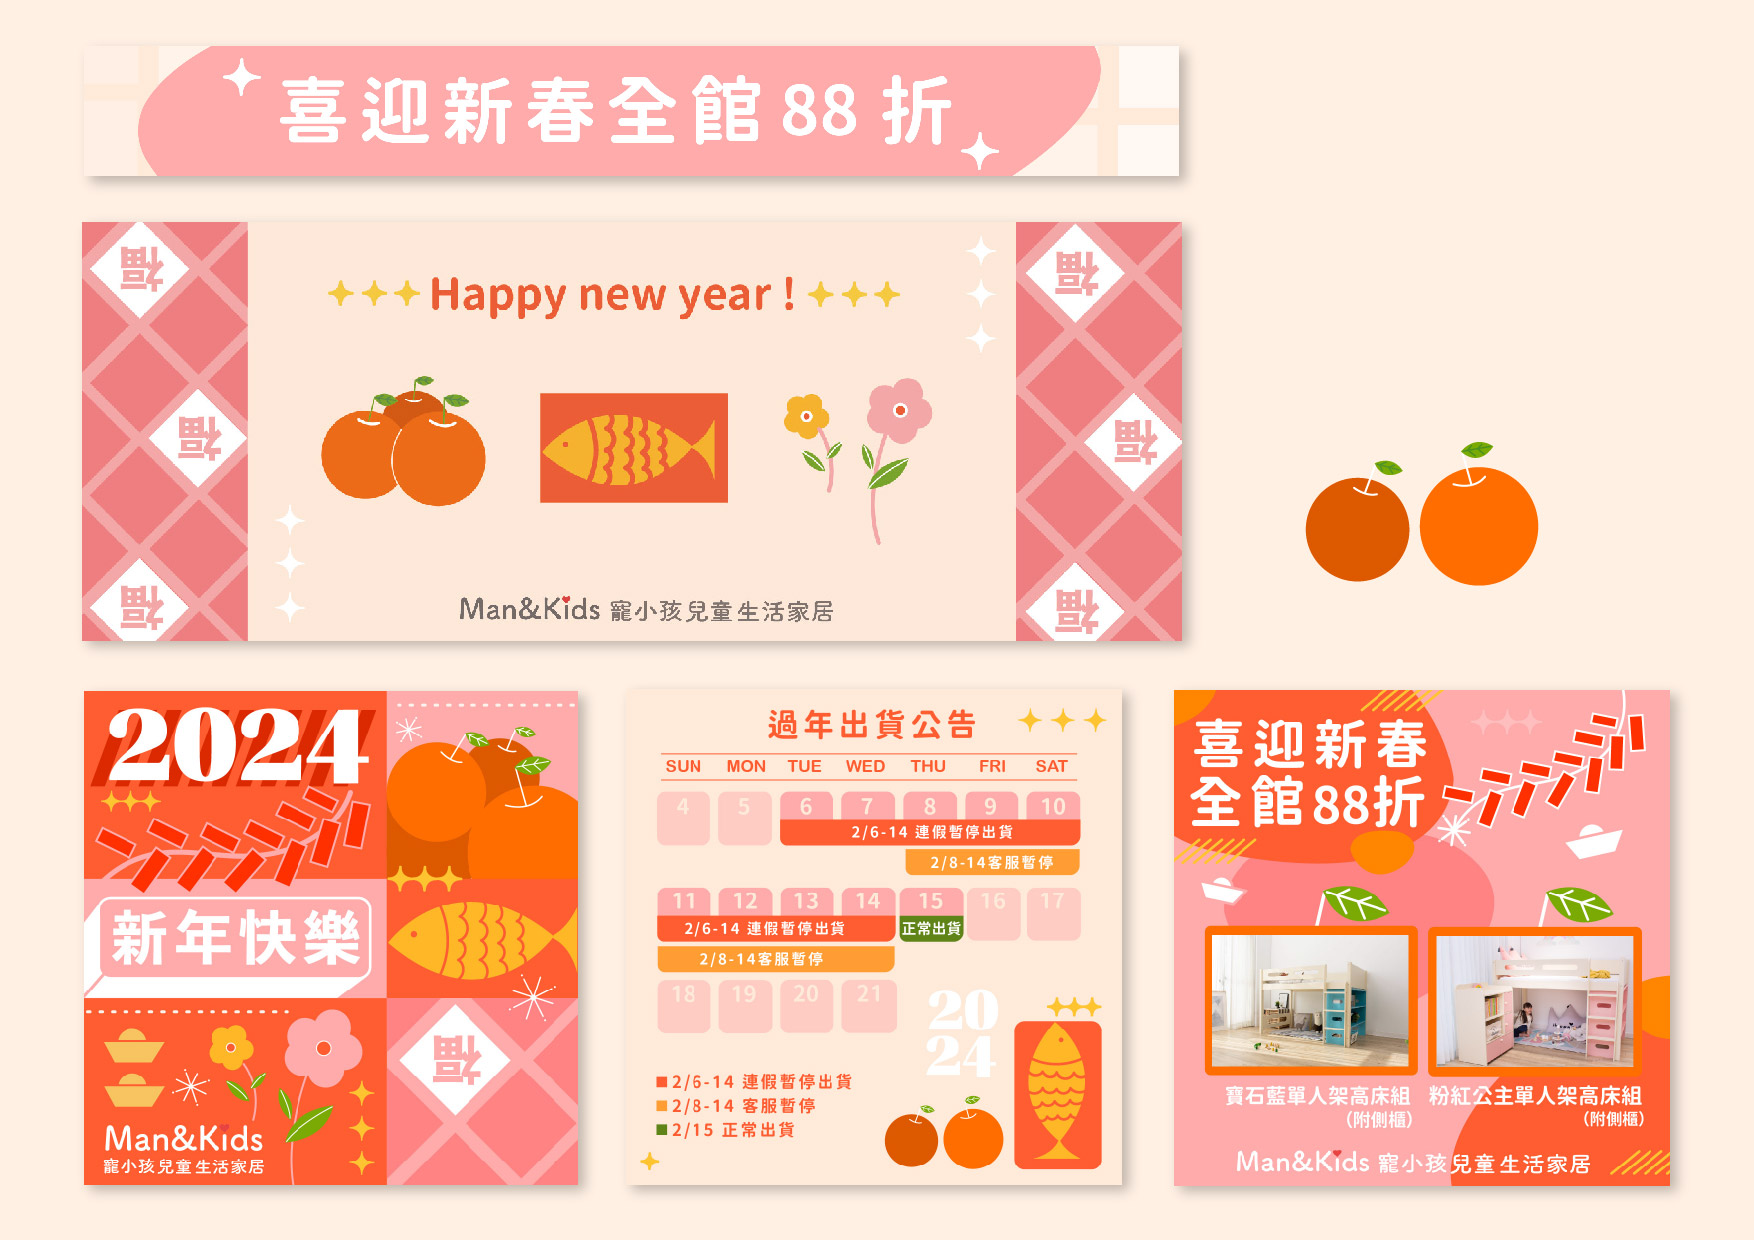 喜迎新春全館88折
福
福
福
Happy new year !
Man&Kids 寵小孩兒童生活家居
福
福
福
2024
新年快樂
福
Man&Kids
寵小孩兒童生活家居
過年出貨公告
SUN MON TUE WED THU FRI SAT
4 5 6 7 8 9 10
2/6-14 連假暫停出貨
2/8-14客服暫停
11 12 13 14 15 16 17
2/6-14 連假暫停出貨 正常出貨
2/8-14客服暫停
18 19 20 21
20
24
2/6-14 連假暫停出貨
2/8-14 客服暫停
2/15 正常出貨
喜迎新春
全館88折
寶石藍單人架高床組 粉紅公主單人架高床組
(附側櫃) (附側櫃)
Man&Kids 寵小孩兒童生活家居